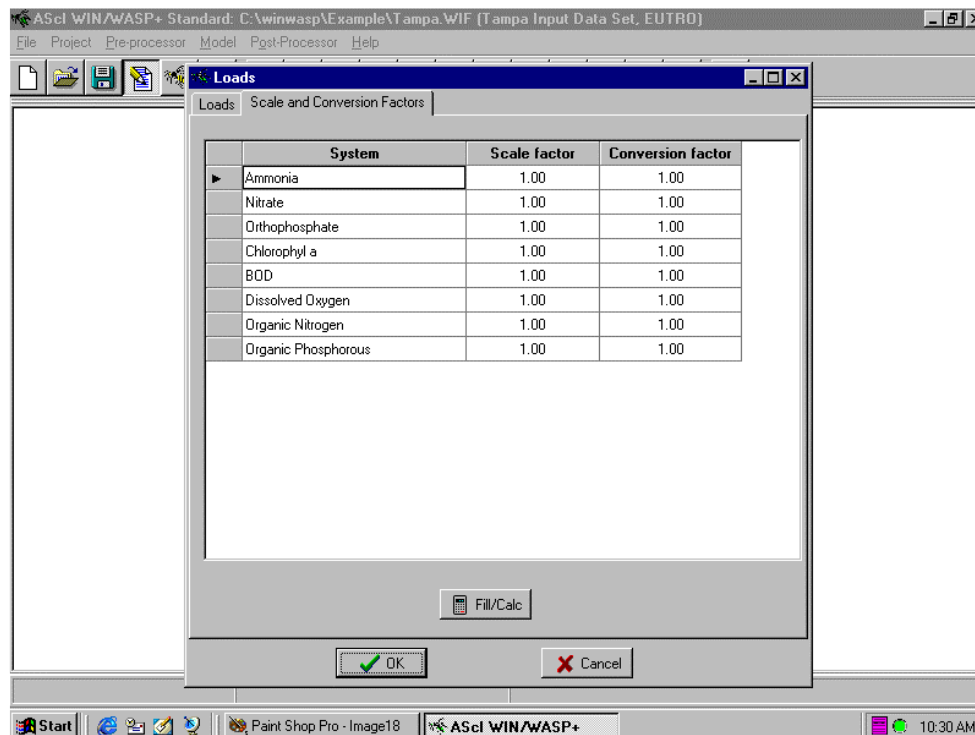 AScI WIN/WASP+ Standard: C:\winwasp\Example\Tampa.WIF (Tampa Input Data Set, EUTRO)
File Project Pre-processor Model Post-Processor Help
Loads
Loads Scale and Conversion Factors
System Scale factor Conversion factor
Ammonia 1.00 1.00
Nitrate 1.00 1.00
Orthophosphate 1.00 1.00
Chlorophyl a 1.00 1.00
BOD 1.00 1.00
Dissolved Oxygen 1.00 1.00
Organic Nitrogen 1.00 1.00
Organic Phosphorous 1.00 1.00
Fill/Calc
OK Cancel
Start Paint Shop Pro - Image18 AScI WIN/WASP+ 10:30 AM